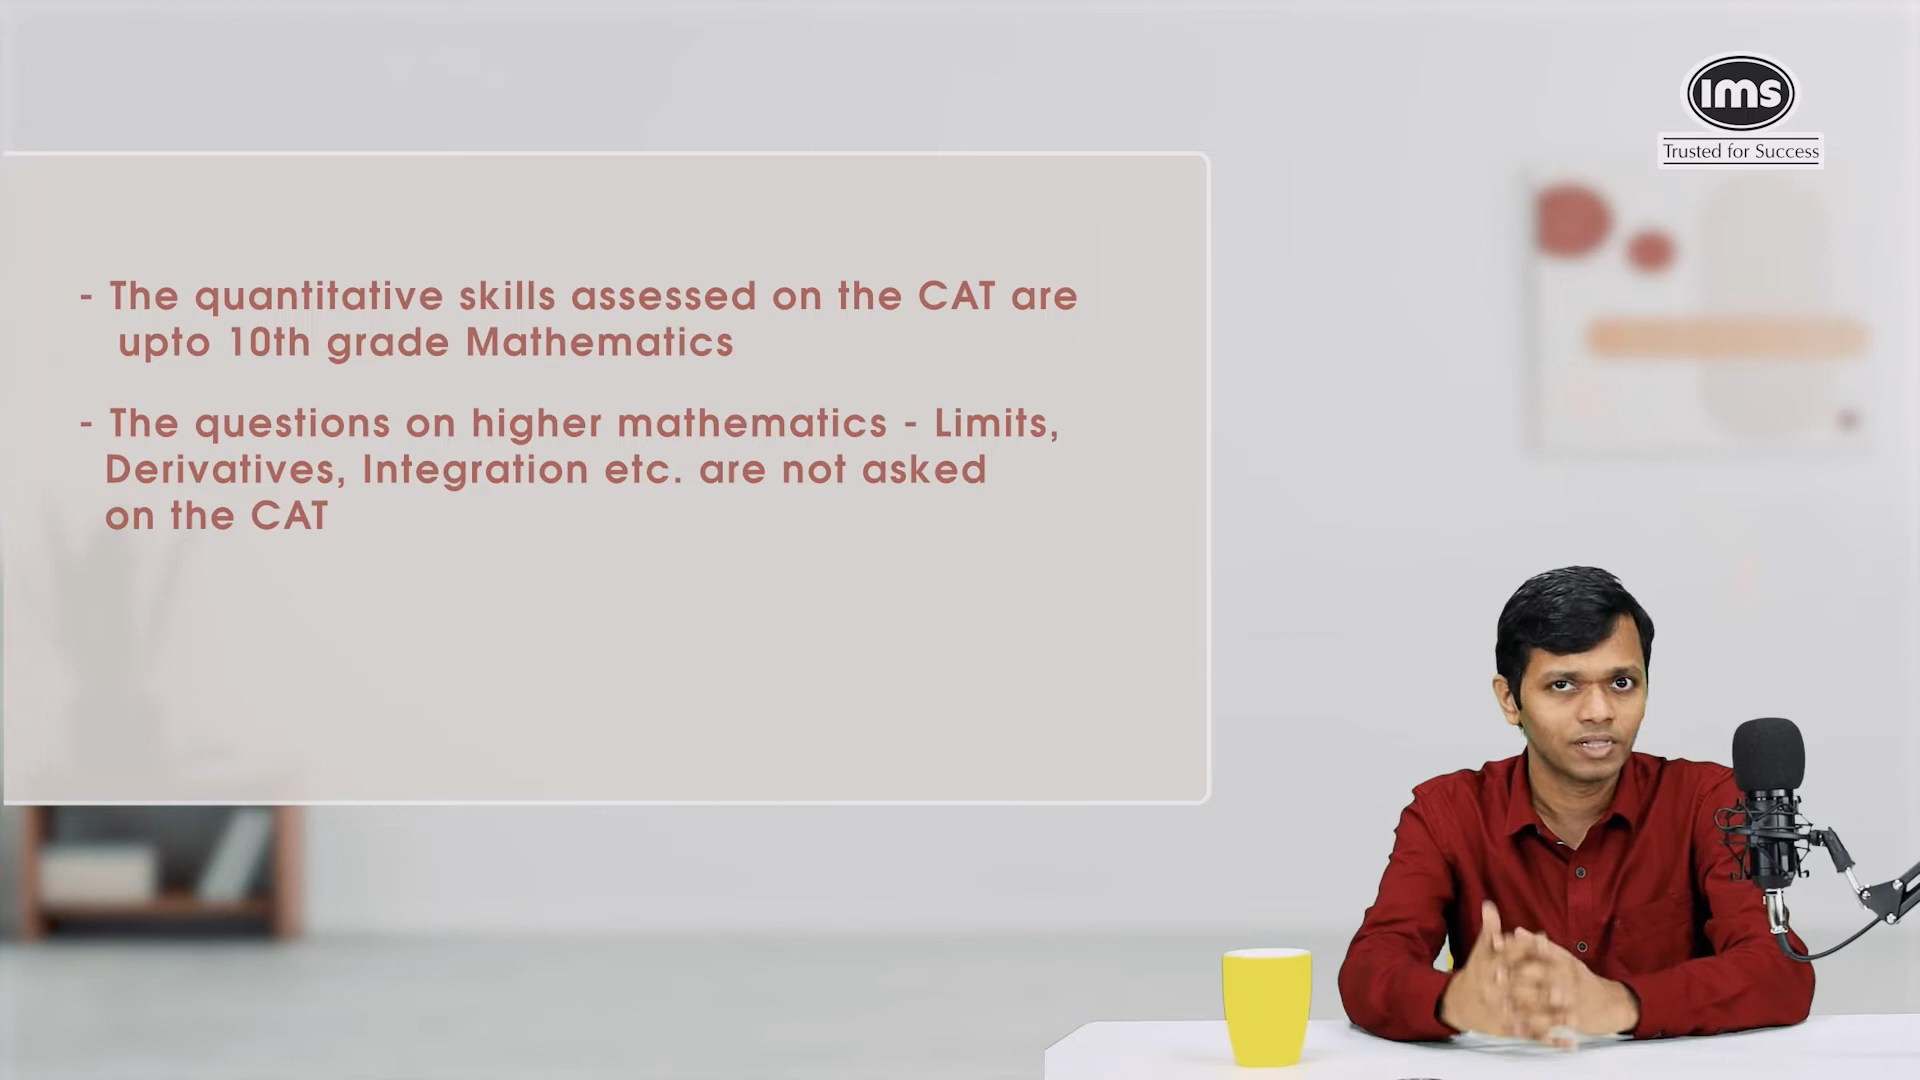 ims
Trusted for Success
- The quantitative skills assessed on the CAT are
upto 10th grade Mathematics
- The questions on higher mathematics - Limits,
Derivatives, Integration etc. are not asked
on the CAT